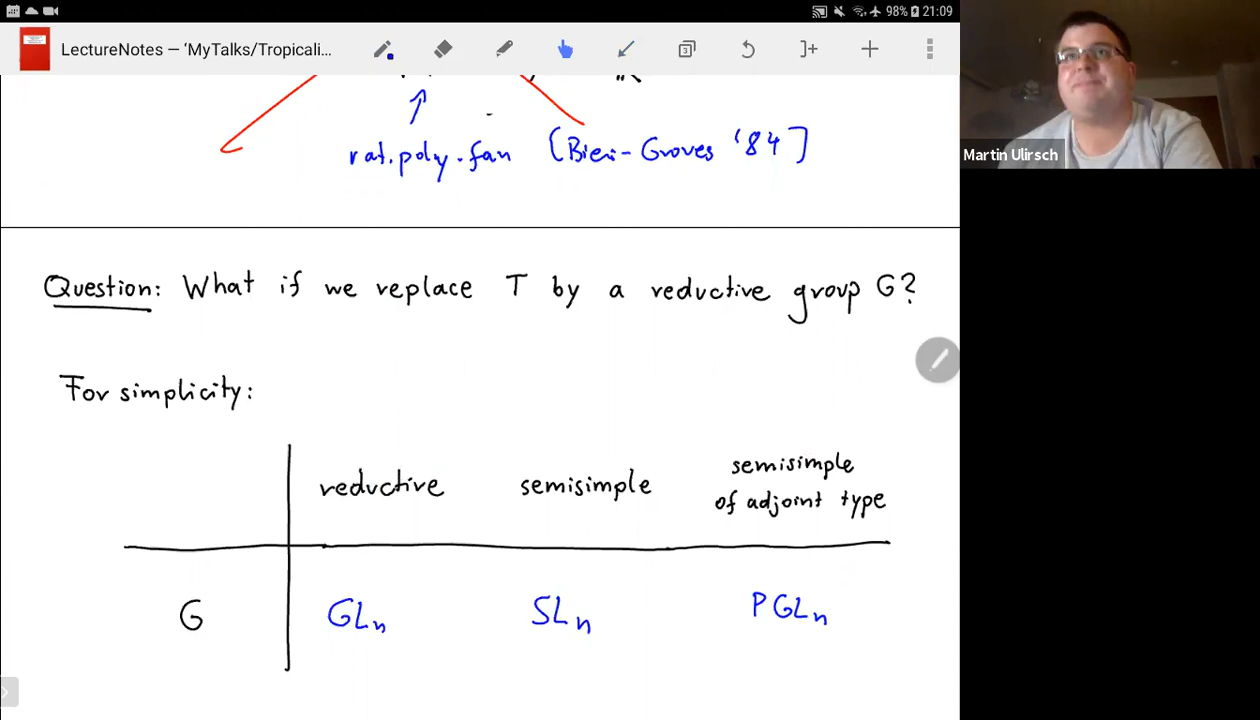 98% 21:09
LectureNotes – 'MyTalks/Tropicali...
Martin Ulirsch
rat. poly. fan [Bieri-Groves '84]
Question: What if we replace T by a reductive group G?
For simplicity:
reductive semisimple semisimple of adjoint type
G GLn SLn PGLn